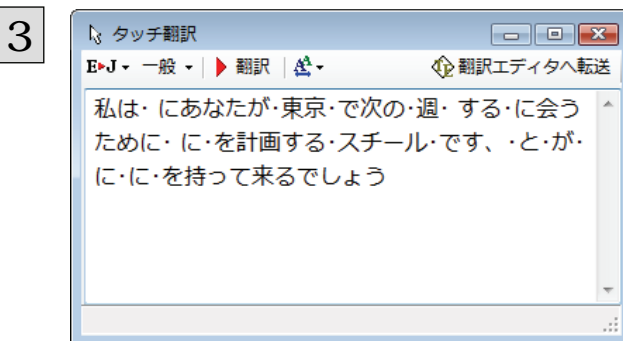 3
タッチ翻訳
E▸J 一般 翻訳 翻訳エディタへ転送
私は・ にあなたが・東京・で次の・週・ する・に会う
ために・ に・を計画する・スチール・です、・と・が・
に・に・を持って来るでしょう